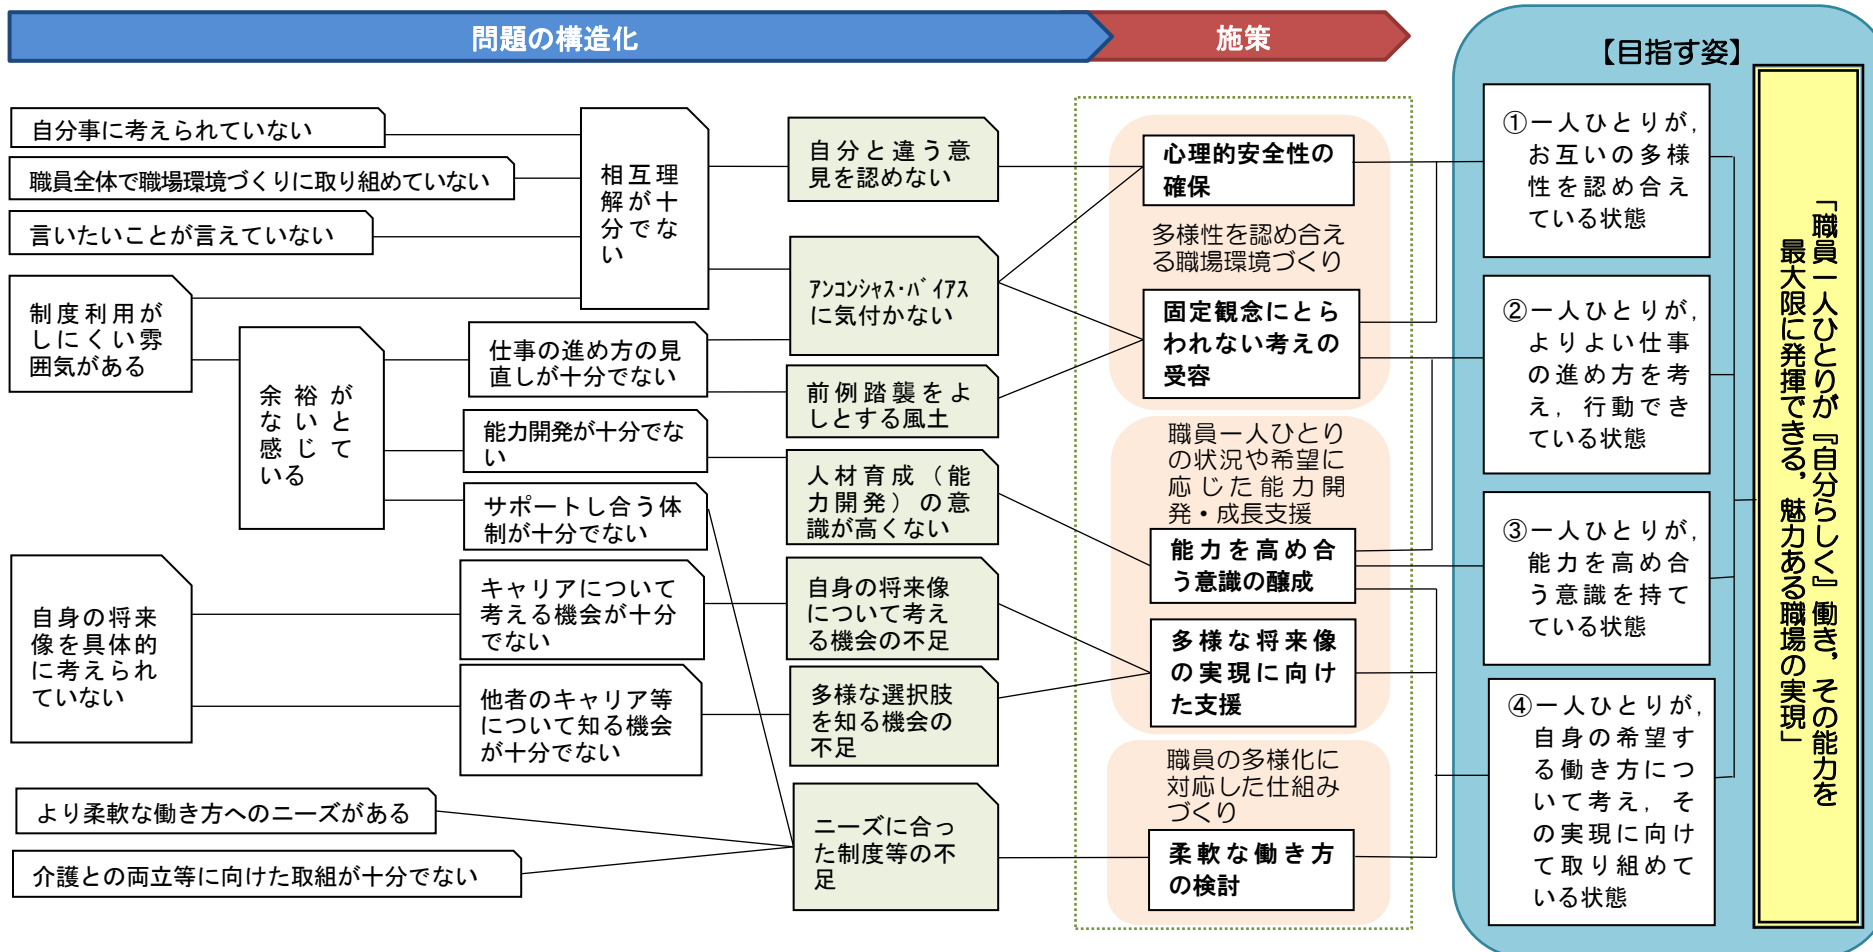 問題の構造化
施策
【目指す姿】
自分事に考えられていない
職員全体で職場環境づくりに取り組めていない
言いたいことが言えていない
制度利用が
しにくい雰
囲気がある
自身の将来
像を具体的
に考えられ
ていない
より柔軟な働き方へのニーズがある
介護との両立等に向けた取組が十分でない
余裕が
ないと
感じて
いる
相互理
解が十
分でな
い
仕事の進め方の見
直しが十分でない
能力開発が十分でな
い
サポートし合う体
制が十分でない
キャリアについて
考える機会が十分
でない
他者のキャリア等
について知る機会
が十分でない
自分と違う意
見を認めない
アンコンシャス・バイアス
に気付かない
前例踏襲をよ
しとする風土
人材育成（能
力開発）の意
識が高くない
自身の将来像
について考え
る機会の不足
多様な選択肢
を知る機会の
不足
ニーズに合っ
た制度等の不
足
心理的安全性の
確保
多様性を認め合え
る職場環境づくり
固定観念にとら
われない考えの
受容
職員一人ひとり
の状況や希望に
応じた能力開
発・成長支援
能力を高め合
う意識の醸成
多様な将来像
の実現に向け
た支援
職員の多様化に
対応した仕組み
づくり
柔軟な働き方
の検討
①一人ひとりが，
お互いの多様
性を認め合え
ている状態
②一人ひとりが，
よりよい仕事
の進め方を考
え，行動でき
ている状態
③一人ひとりが，
能力を高め合
う意識を持て
ている状態
④一人ひとりが，
自身の希望す
る働き方につ
いて考え，そ
の実現に向け
て取り組めて
いる状態
「職員一人ひとりが『自分らしく』働き，その能力を
最大限に発揮できる，魅力ある職場の実現」